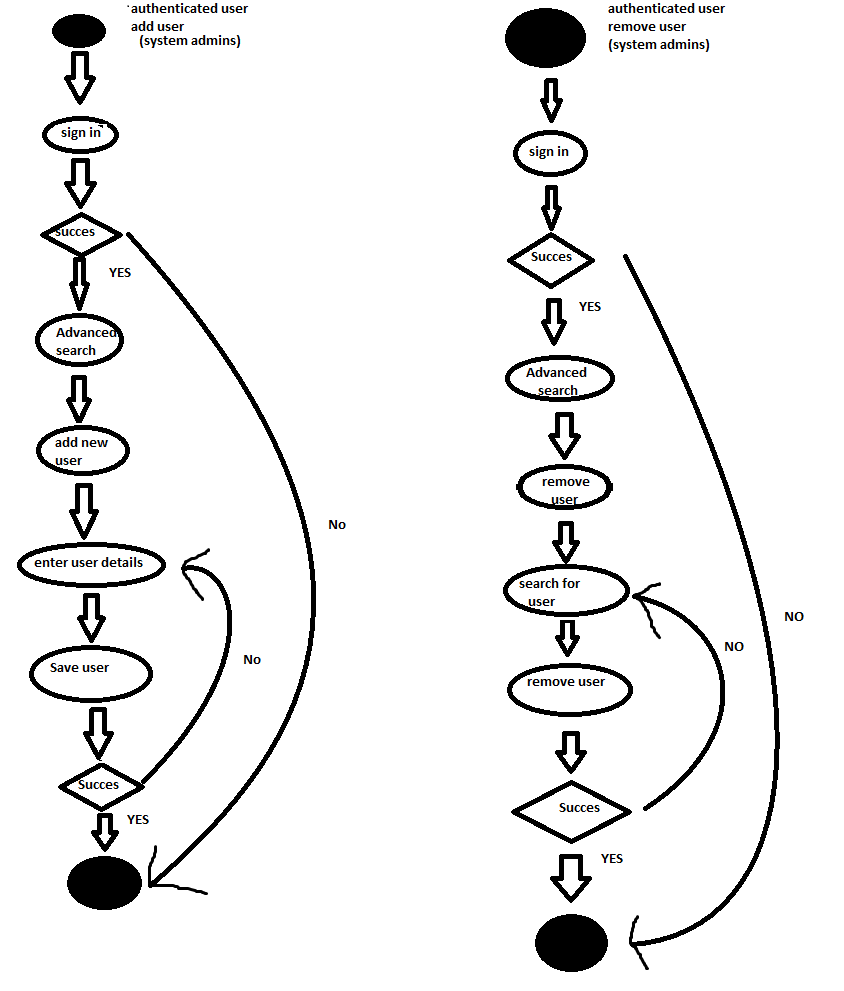 authenticated user
add user
(system admins)
sign in
succes
YES
Advanced
search
add new
user
No
enter user details
No
Save user
Succes
YES
authenticated user
remove user
(system admins)
sign in
Succes
YES
Advanced
search
remove
user
search for
user
NO
NO
remove user
Succes
YES